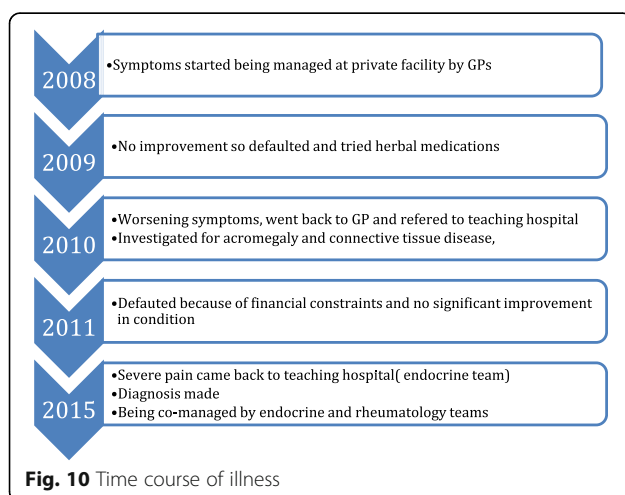 2008
•Symptoms started being managed at private facility by GPs
2009
•No improvement so defaulted and tried herbal medications
2010
•Worsening symptoms, went back to GP and refered to teaching hospital
•Investigated for acromegaly and connective tissue disease,
2011
•Defauted because of financial constraints and no significant improvement
in condition
2015
•Severe pain came back to teaching hospital( endocrine team)
•Diagnosis made
•Being co-managed by endocrine and rheumatology teams
Fig. 10 Time course of illness